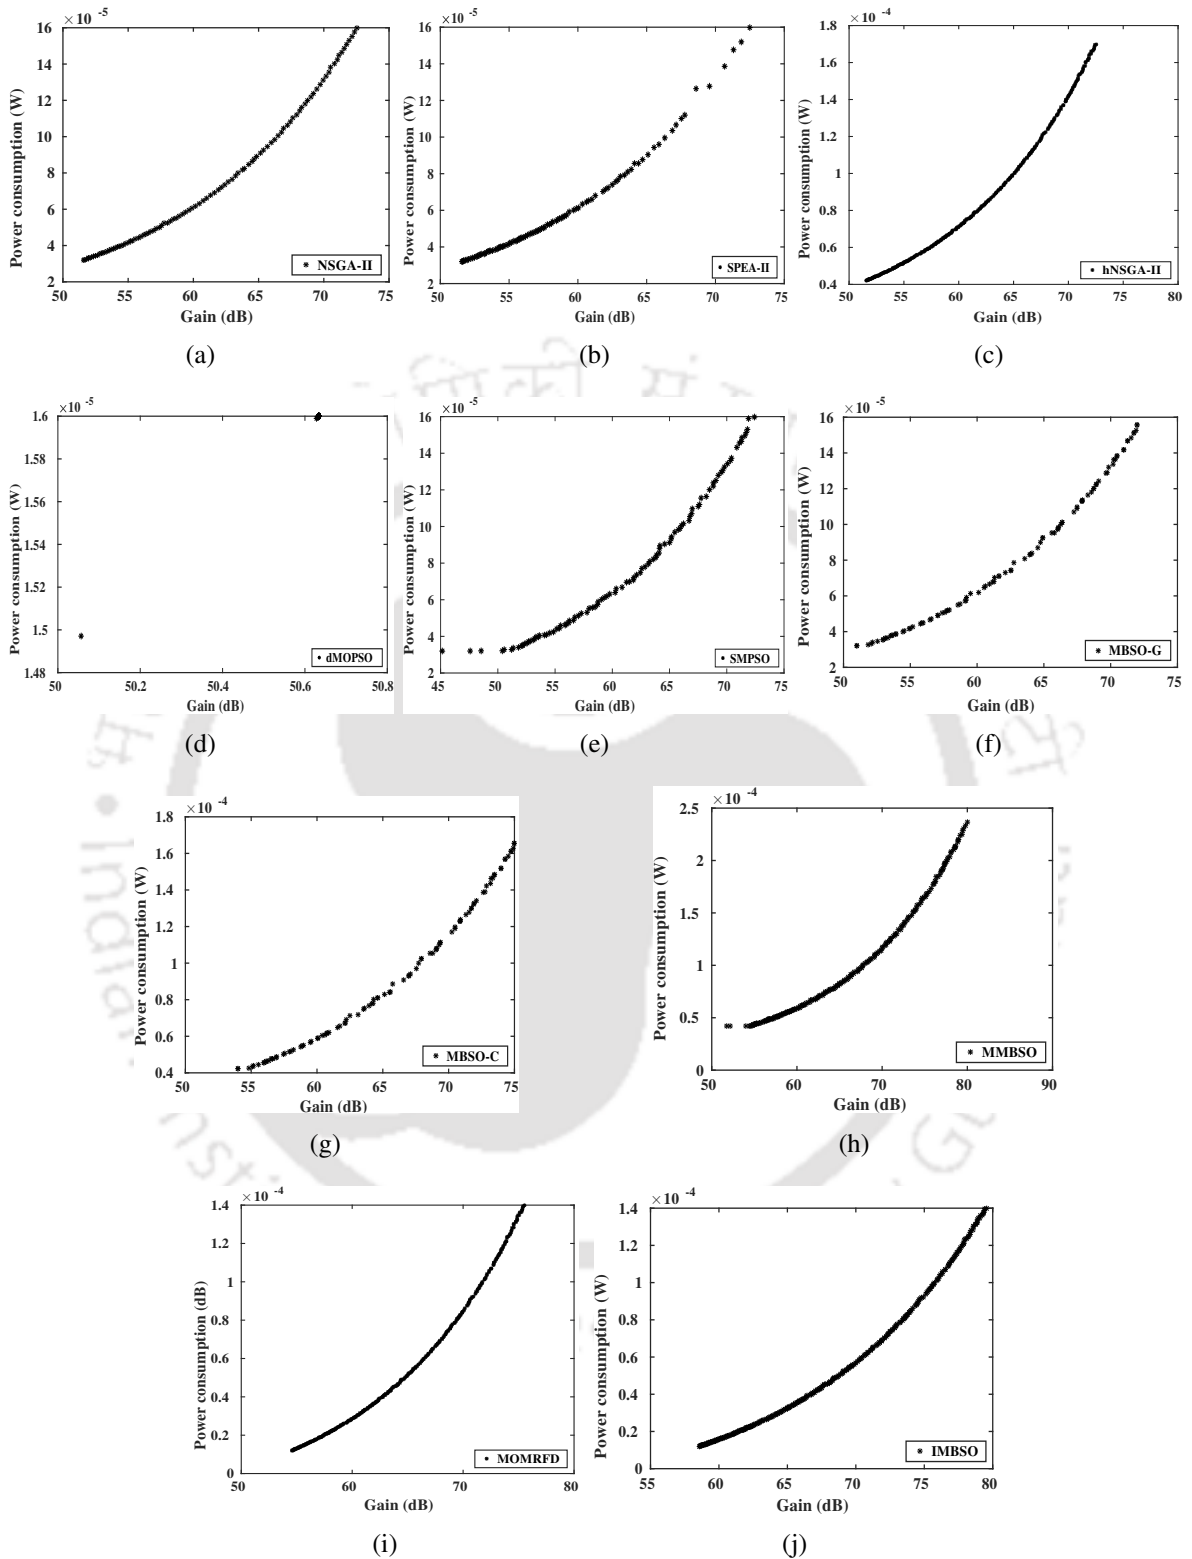 ×10 -5
16
14
12
10
8
6
4
2
50 55 60 65 70 75
Power consumption (W)
Gain (dB)
NSGA-II
(a)
×10 -5
16
14
12
10
8
6
4
2
50 55 60 65 70 75
Power consumption (W)
Gain (dB)
SPEA-II
(b)
×10 -4
1.8
1.6
1.4
1.2
1
0.8
0.6
0.4
50 55 60 65 70 75 80
Power consumption (W)
Gain (dB)
hNSGA-II
(c)
×10 -5
1.6
1.58
1.56
1.54
1.52
1.5
1.48
50 50.2 50.4 50.6 50.8
Power consumption (W)
Gain (dB)
dMOPSO
(d)
×10 -5
16
14
12
10
8
6
4
2
45 50 55 60 65 70 75
Power consumption (W)
Gain (dB)
SMPSO
(e)
×10 -5
16
14
12
10
8
6
4
2
50 55 60 65 70 75
Power consumption (W)
Gain (dB)
MBSO-G
(f)
×10 -4
1.8
1.6
1.4
1.2
1
0.8
0.6
0.4
50 55 60 65 70 75
Power consumption (W)
Gain (dB)
MBSO-C
(g)
×10 -4
2.5
2
1.5
1
0.5
0
50 60 70 80 90
Power consumption (W)
Gain (dB)
MMBSO
(h)
×10 -4
1.4
1.2
1
0.8
0.6
0.4
0.2
0
50 60 70 80
Power consumption (dB)
Gain (dB)
MOMRFD
(i)
×10 -4
1.4
1.2
1
0.8
0.6
0.4
0.2
0
55 60 65 70 75 80
Power consumption (W)
Gain (dB)
IMBSO
(j)